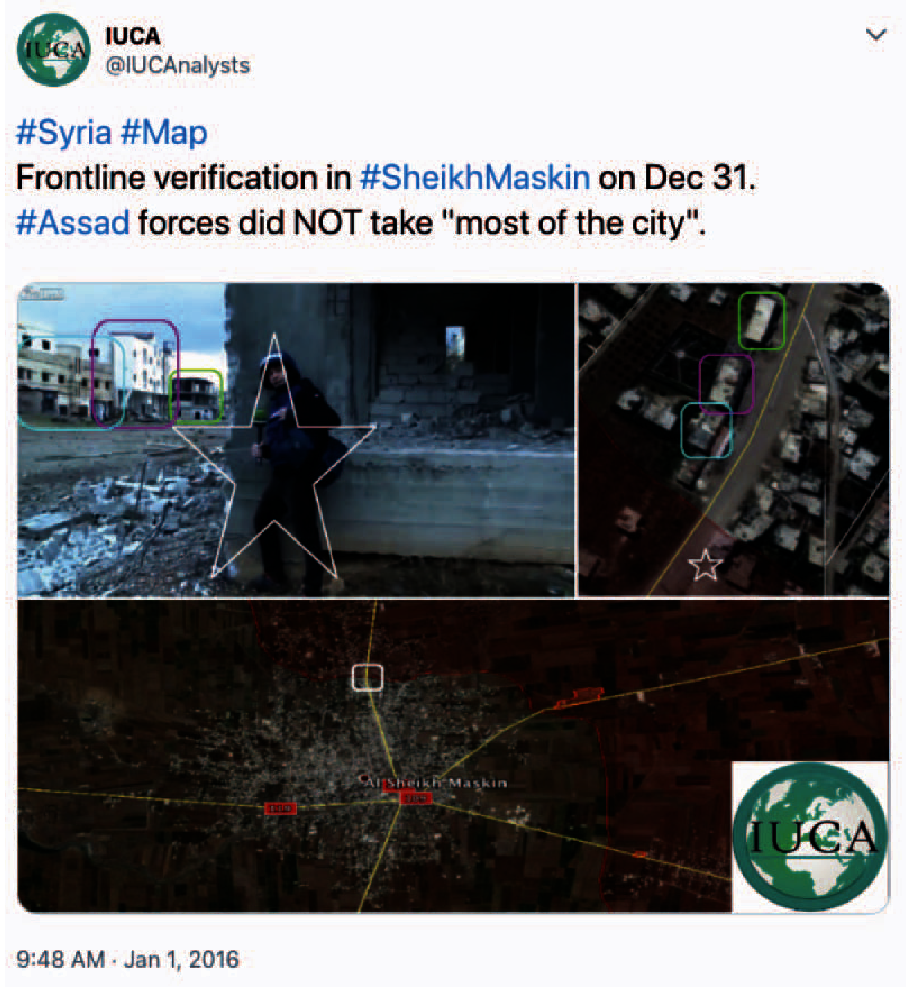 IUCA
IUCA
@IUCAnalysts
#Syria #Map
Frontline verification in #SheikhMaskin on Dec 31.
#Assad forces did NOT take "most of the city".
Al Sheikh Maskin
IUCA
9:48 AM · Jan 1, 2016